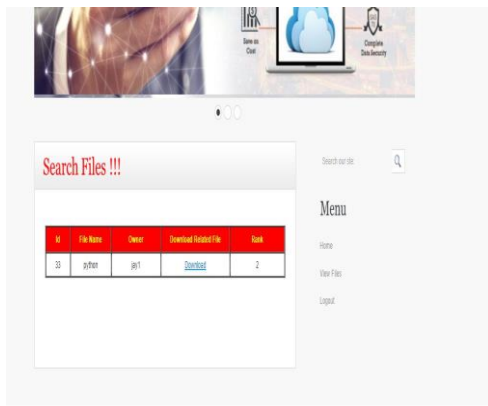 Save on
Cost
Complete
Data Security
Search Files !!!
Search our site
Menu
Id File Name Owner Download Related File Rank
33 python jay1 Download 2
Home
View Files
Logout